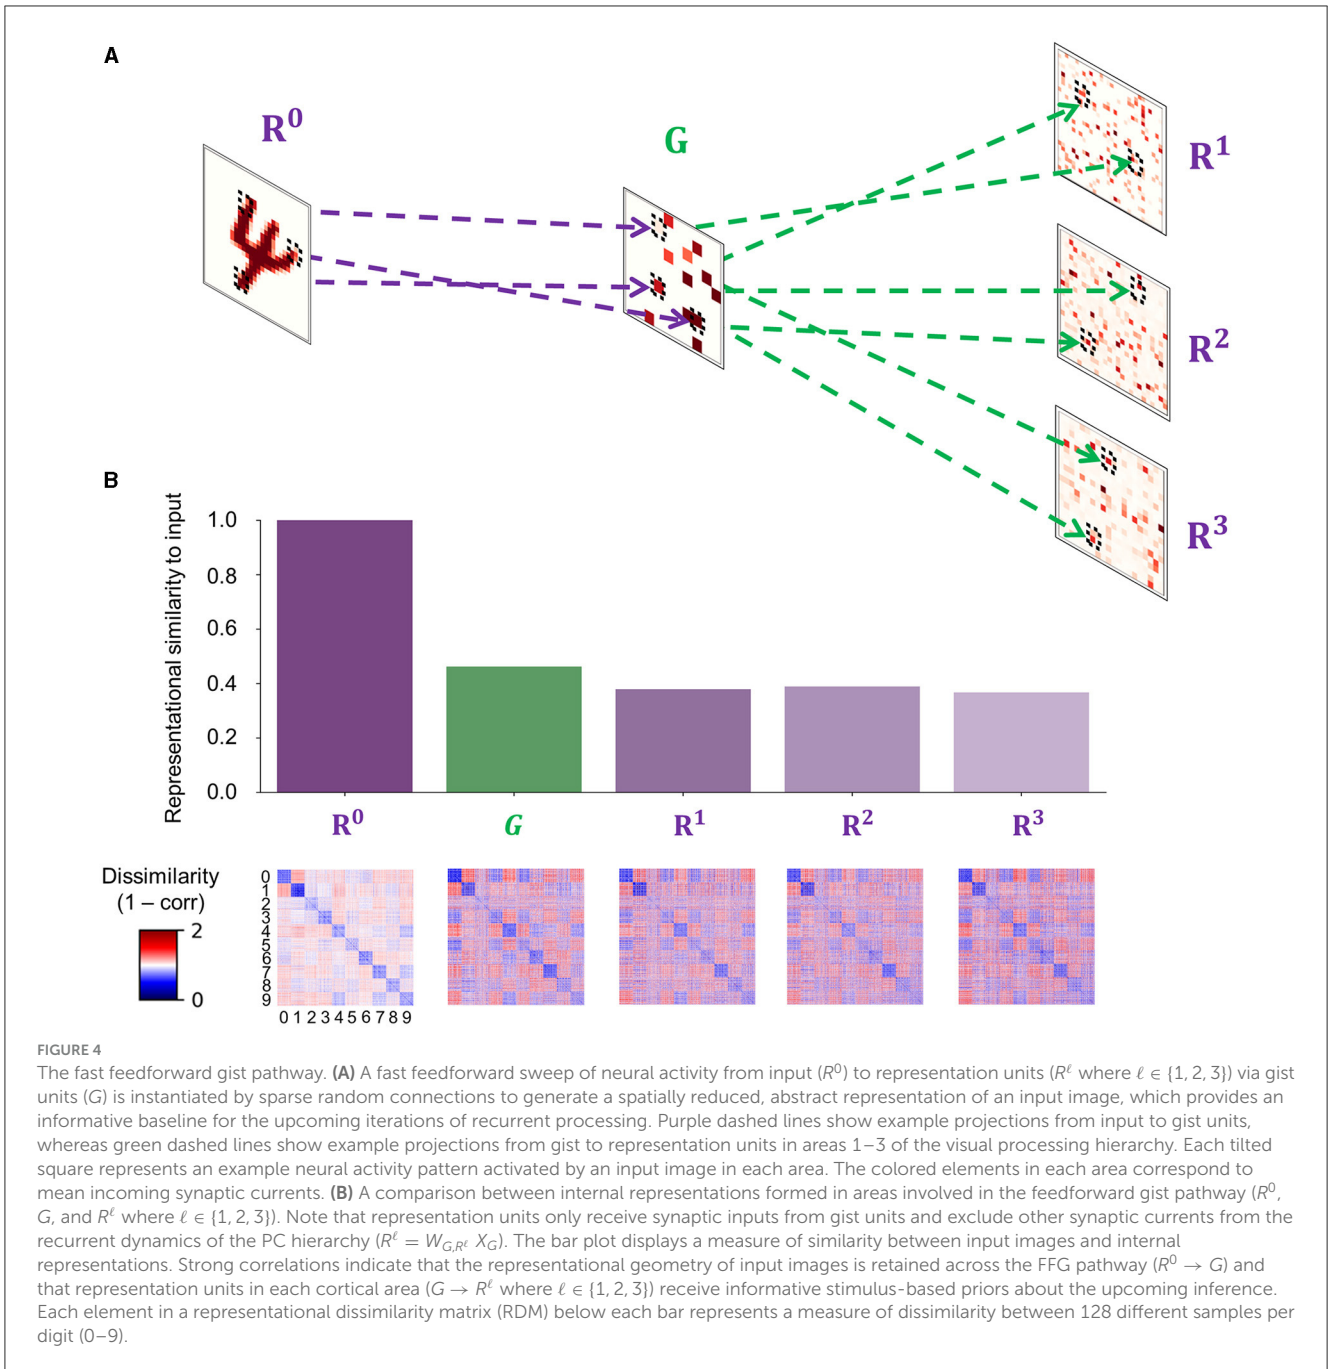 A
R⁰
G
R¹
R²
R³
B
Representational similarity to input
1.0
0.8
0.6
0.4
0.2
0.0
R⁰
G
R¹
R²
R³
Dissimilarity
(1 – corr)
2
0
0
1
2
3
4
5
6
7
8
9
0 1 2 3 4 5 6 7 8 9
FIGURE 4
The fast feedforward gist pathway. (A) A fast feedforward sweep of neural activity from input (R⁰) to representation units (Rℓ where ℓ ∈ {1, 2, 3}) via gist
units (G) is instantiated by sparse random connections to generate a spatially reduced, abstract representation of an input image, which provides an
informative baseline for the upcoming iterations of recurrent processing. Purple dashed lines show example projections from input to gist units,
whereas green dashed lines show example projections from gist to representation units in areas 1–3 of the visual processing hierarchy. Each tilted
square represents an example neural activity pattern activated by an input image in each area. The colored elements in each area correspond to
mean incoming synaptic currents. (B) A comparison between internal representations formed in areas involved in the feedforward gist pathway (R⁰,
G, and Rℓ where ℓ ∈ {1, 2, 3}). Note that representation units only receive synaptic inputs from gist units and exclude other synaptic currents from the
recurrent dynamics of the PC hierarchy (Rℓ = W_G,Rℓ X_G). The bar plot displays a measure of similarity between input images and internal
representations. Strong correlations indicate that the representational geometry of input images is retained across the FFG pathway (R⁰ → G) and
that representation units in each cortical area (G → Rℓ where ℓ ∈ {1, 2, 3}) receive informative stimulus-based priors about the upcoming inference.
Each element in a representational dissimilarity matrix (RDM) below each bar represents a measure of dissimilarity between 128 different samples per
digit (0–9).